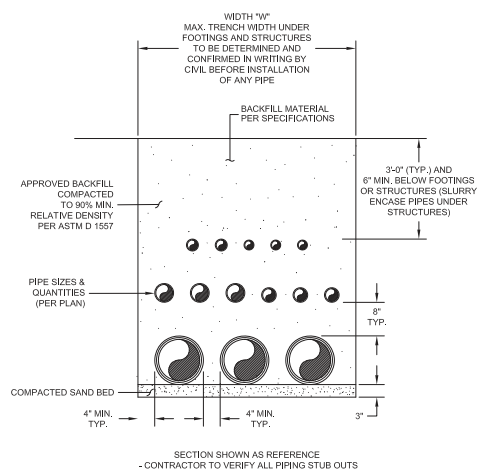 WIDTH "W"
MAX. TRENCH WIDTH UNDER
FOOTINGS AND STRUCTURES
TO BE DETERMINED AND
CONFIRMED IN WRITING BY
CIVIL BEFORE INSTALLATION
OF ANY PIPE
BACKFILL MATERIAL
PER SPECIFICATIONS
3'-0" (TYP.) AND
6" MIN. BELOW FOOTINGS
OR STRUCTURES (SLURRY
ENCASE PIPES UNDER
STRUCTURES)
APPROVED BACKFILL
COMPACTED
TO 90% MIN.
RELATIVE DENSITY
PER ASTM D 1557
PIPE SIZES &
QUANTITIES
(PER PLAN)
8"
TYP.
COMPACTED SAND BED
4" MIN.
TYP.
4" MIN.
TYP.
3"
SECTION SHOWN AS REFERENCE
- CONTRACTOR TO VERIFY ALL PIPING STUB OUTS